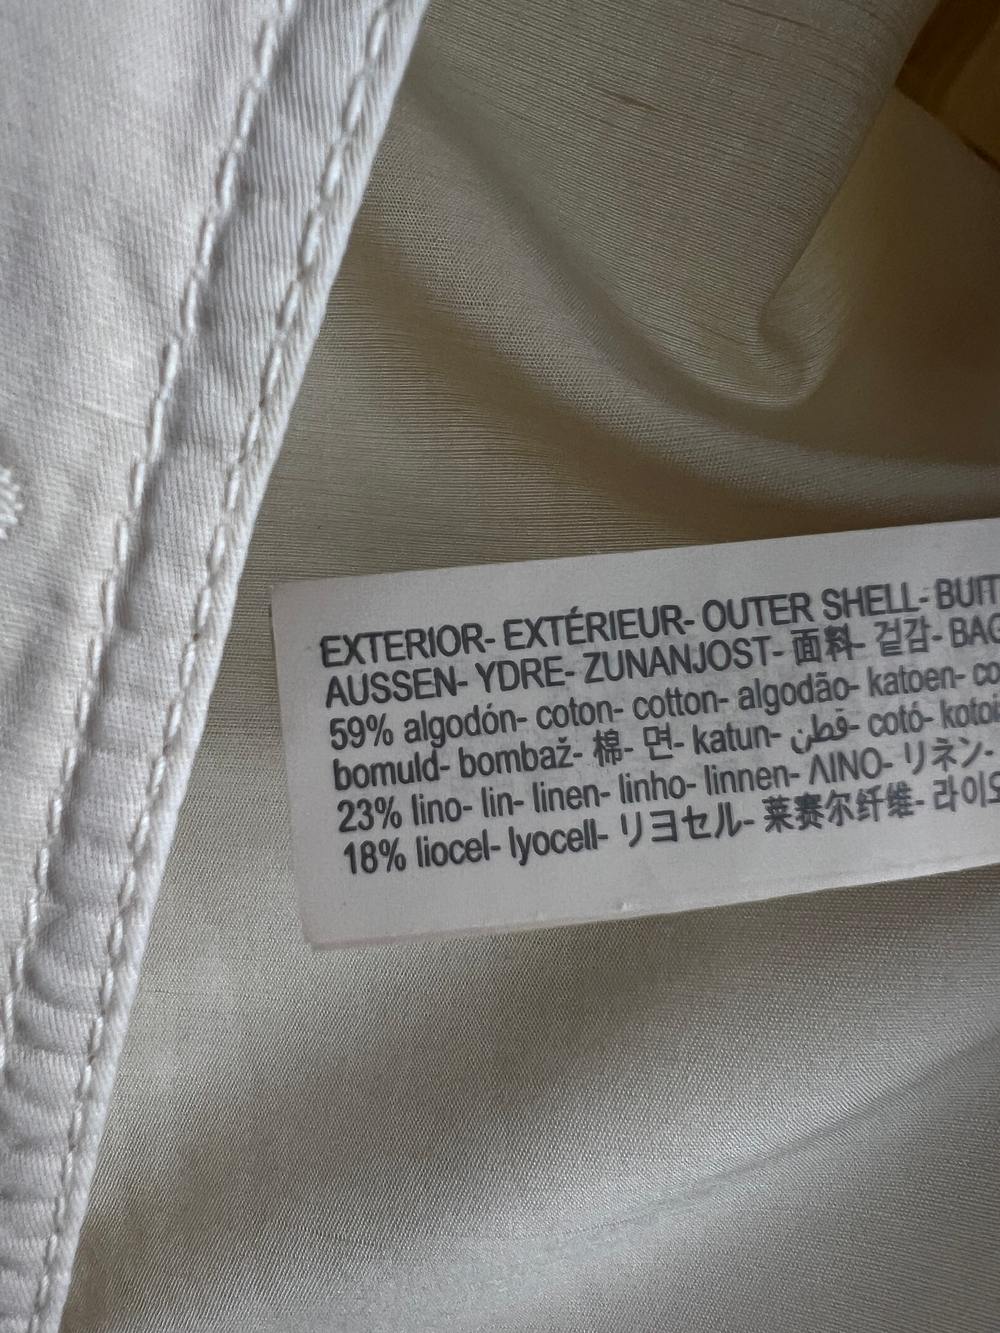 EXTERIOR- EXTÉRIEUR- OUTER SHELL- BUIT
AUSSEN- YDRE- ZUNANJOST- 面料- 겉감- BAG
59% algodón- coton- cotton- algodão- katoen- co
bomuld- bombaž- 棉- 면- katun- قطن- cotó- kotoi
23% lino- lin- linen- linho- linnen- ΛΙΝΟ- リネン-
18% liocel- lyocell- リヨセル- 莱赛尔纤维- 라이오